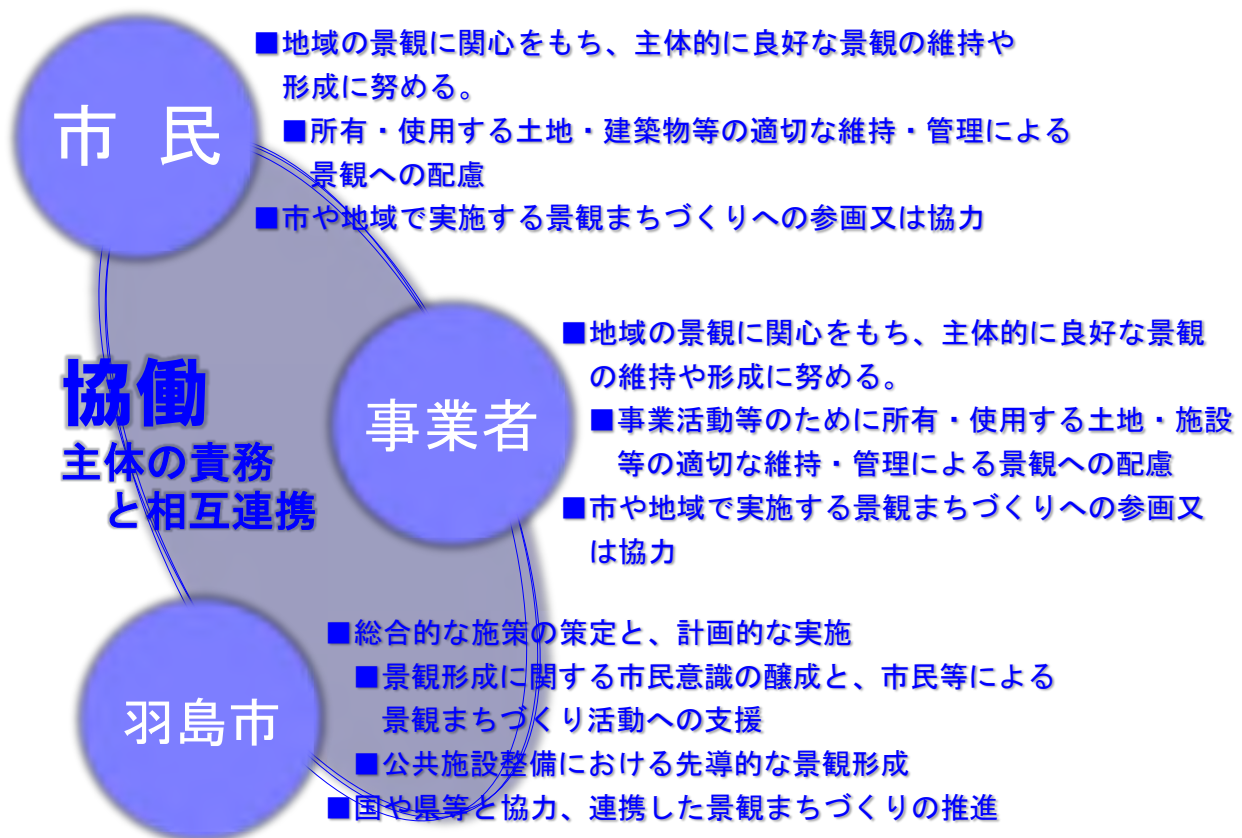 市 民
■地域の景観に関心をもち、主体的に良好な景観の維持や
形成に努める。
■所有・使用する土地・建築物等の適切な維持・管理による
景観への配慮
■市や地域で実施する景観まちづくりへの参画又は協力
協働
主体の責務
と相互連携
事業者
■地域の景観に関心をもち、主体的に良好な景観
の維持や形成に努める。
■事業活動等のために所有・使用する土地・施設
等の適切な維持・管理による景観への配慮
■市や地域で実施する景観まちづくりへの参画又
は協力
羽島市
■総合的な施策の策定と、計画的な実施
■景観形成に関する市民意識の醸成と、市民等による
景観まちづくり活動への支援
■公共施設整備における先導的な景観形成
■国や県等と協力、連携した景観まちづくりの推進